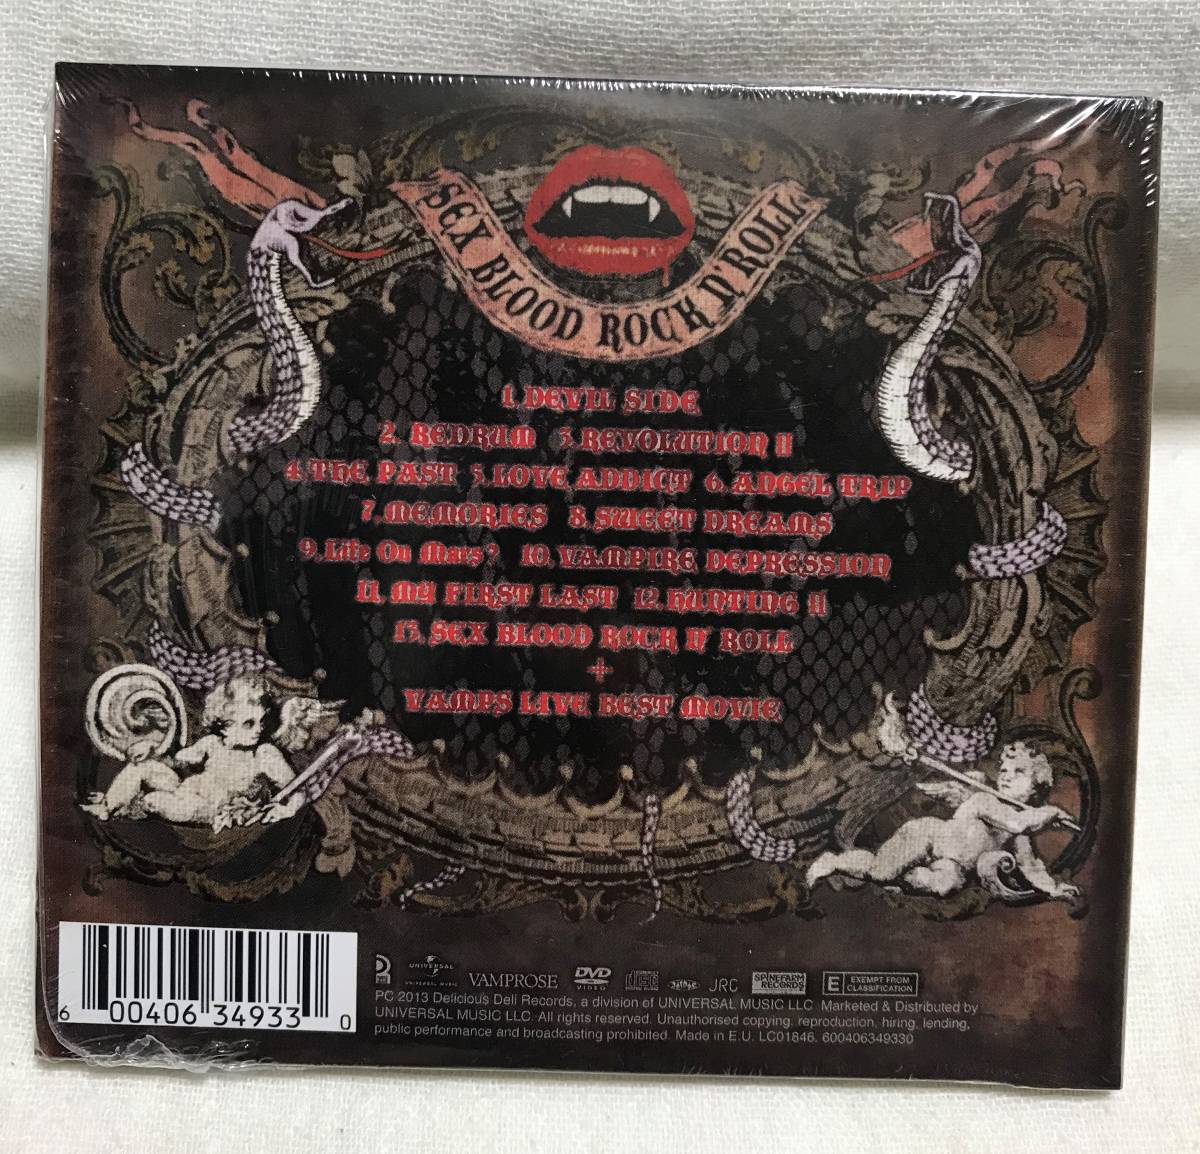 SEX BLOOD ROCK N' ROLL
1. DEVIL SIDE
2. REDRUM 3. REVOLUTION II
4. THE PAST 5. LOVE ADDICT 6. ANGEL TRIP
7. MEMORIES 8. SWEET DREAMS
9. Life On Mars? 10. VAMPIRE DEPRESSION
11. MY FIRST LAST 12. HUNTING II
13. SEX BLOOD ROCK N' ROLL
+
VAMPS LIVE BEST MOVIE
6 00406 34933 0
UNIVERSAL UNIVERSAL MUSIC VAMPROSE DVD VIDEO JRC SPINEFARM RECORDS E EXEMPT FROM CLASSIFICATION
PC 2013 Delicious Deli Records, a division of UNIVERSAL MUSIC LLC Marketed & Distributed by
UNIVERSAL MUSIC LLC. All rights reserved. Unauthorised copying, reproduction, hiring, lending,
public performance and broadcasting prohibited. Made in E.U. LC01846. 600406349330